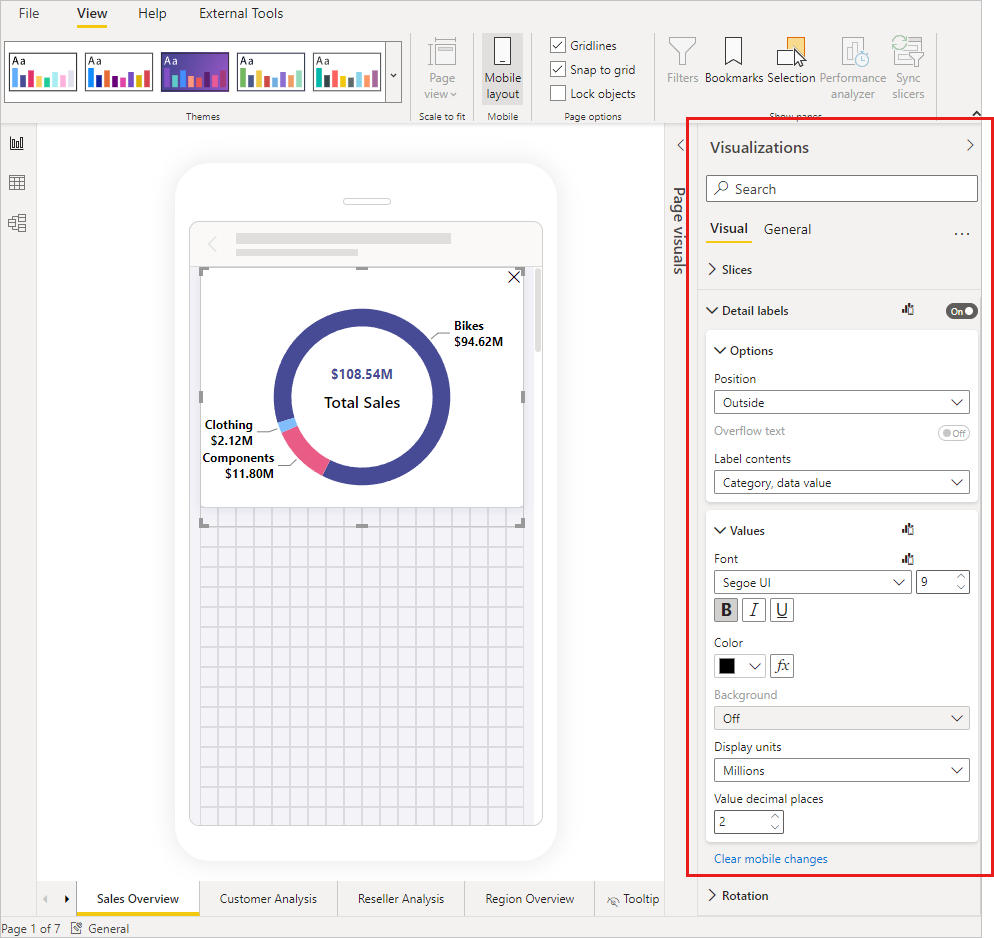 File View Help External Tools
Aa Aa Aa Aa Aa
Page view
Mobile layout
Gridlines
Snap to grid
Lock objects
Filters Bookmarks Selection Performance analyzer Sync slicers
Themes Scale to fit Mobile Page options Show panes
Page visuals
Visualizations
Search
Visual General ...
Slices
Detail labels On
Options
Position
Outside
Overflow text Off
Label contents
Category, data value
Values
Font
Segoe UI 9
B I U
Color
fx
Background
Off
Display units
Millions
Value decimal places
2
Clear mobile changes
Rotation
Bikes
$94.62M
$108.54M
Total Sales
Clothing
$2.12M
Components
$11.80M
Sales Overview Customer Analysis Reseller Analysis Region Overview Tooltip
Page 1 of 7 General